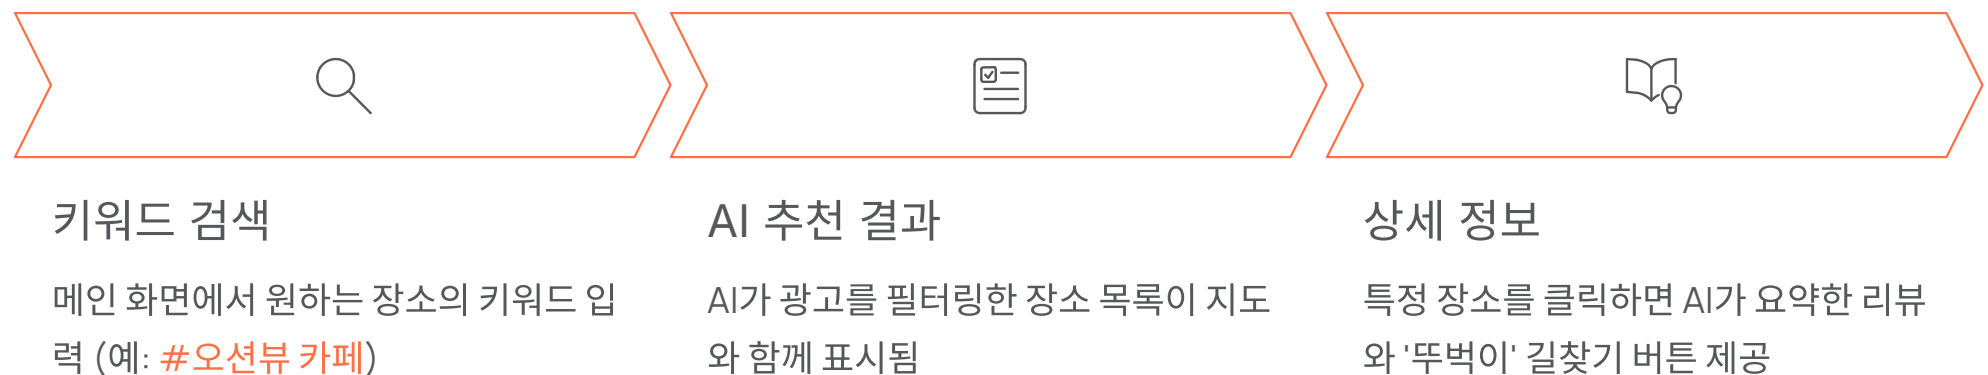 키워드 검색
메인 화면에서 원하는 장소의 키워드 입
력 (예: #오션뷰 카페)
AI 추천 결과
AI가 광고를 필터링한 장소 목록이 지도
와 함께 표시됨
상세 정보
특정 장소를 클릭하면 AI가 요약한 리뷰
와 '뚜벅이' 길찾기 버튼 제공